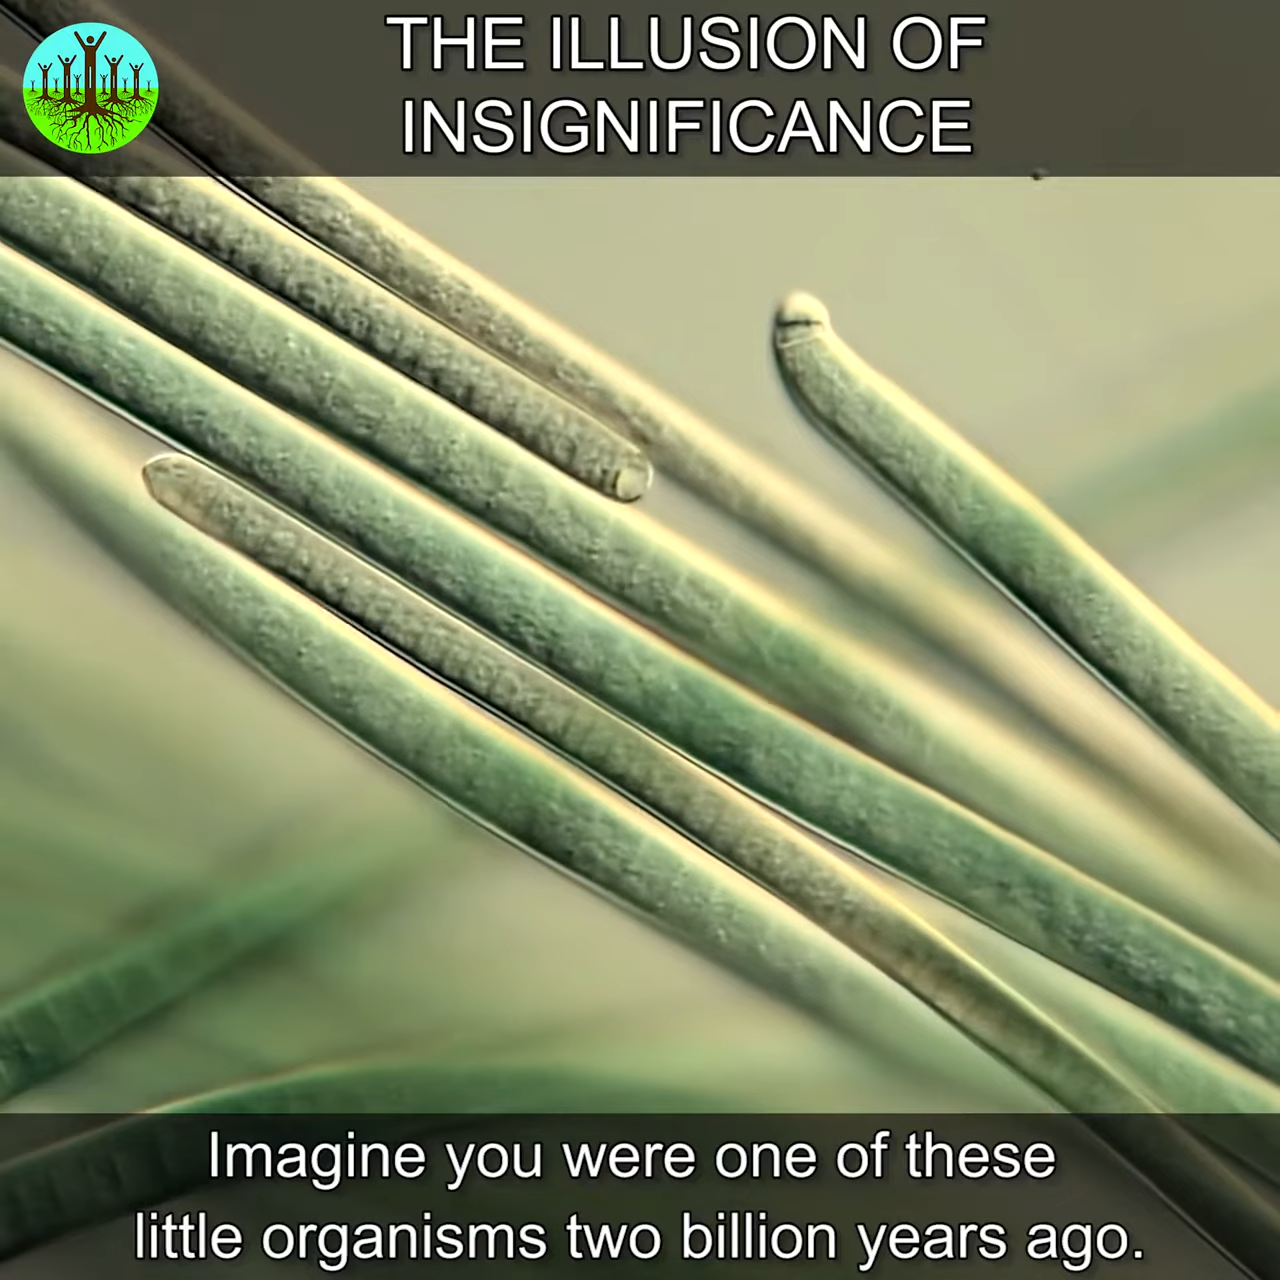 THE ILLUSION OF
INSIGNIFICANCE
Imagine you were one of these
little organisms two billion years ago.